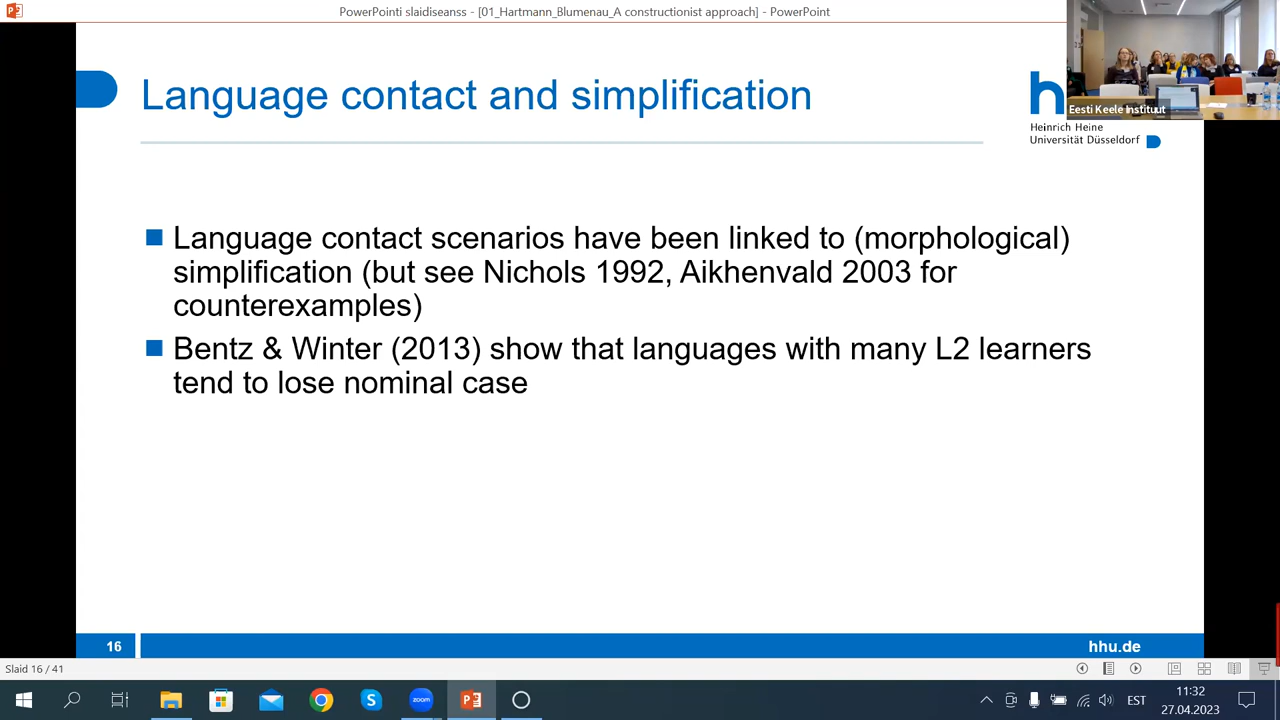 PowerPointi slaidiseanss - [01_Hartmann_Blumenau_A constructionist approach] - PowerPoint
Language contact and simplification
h
Eesti Keele Instituut
Heinrich Heine
Universität Düsseldorf
Language contact scenarios have been linked to (morphological)
simplification (but see Nichols 1992, Aikhenvald 2003 for
counterexamples)
Bentz & Winter (2013) show that languages with many L2 learners
tend to lose nominal case
16
hhu.de
Slaid 16 / 41
zoom
EST
11:32
27.04.2023